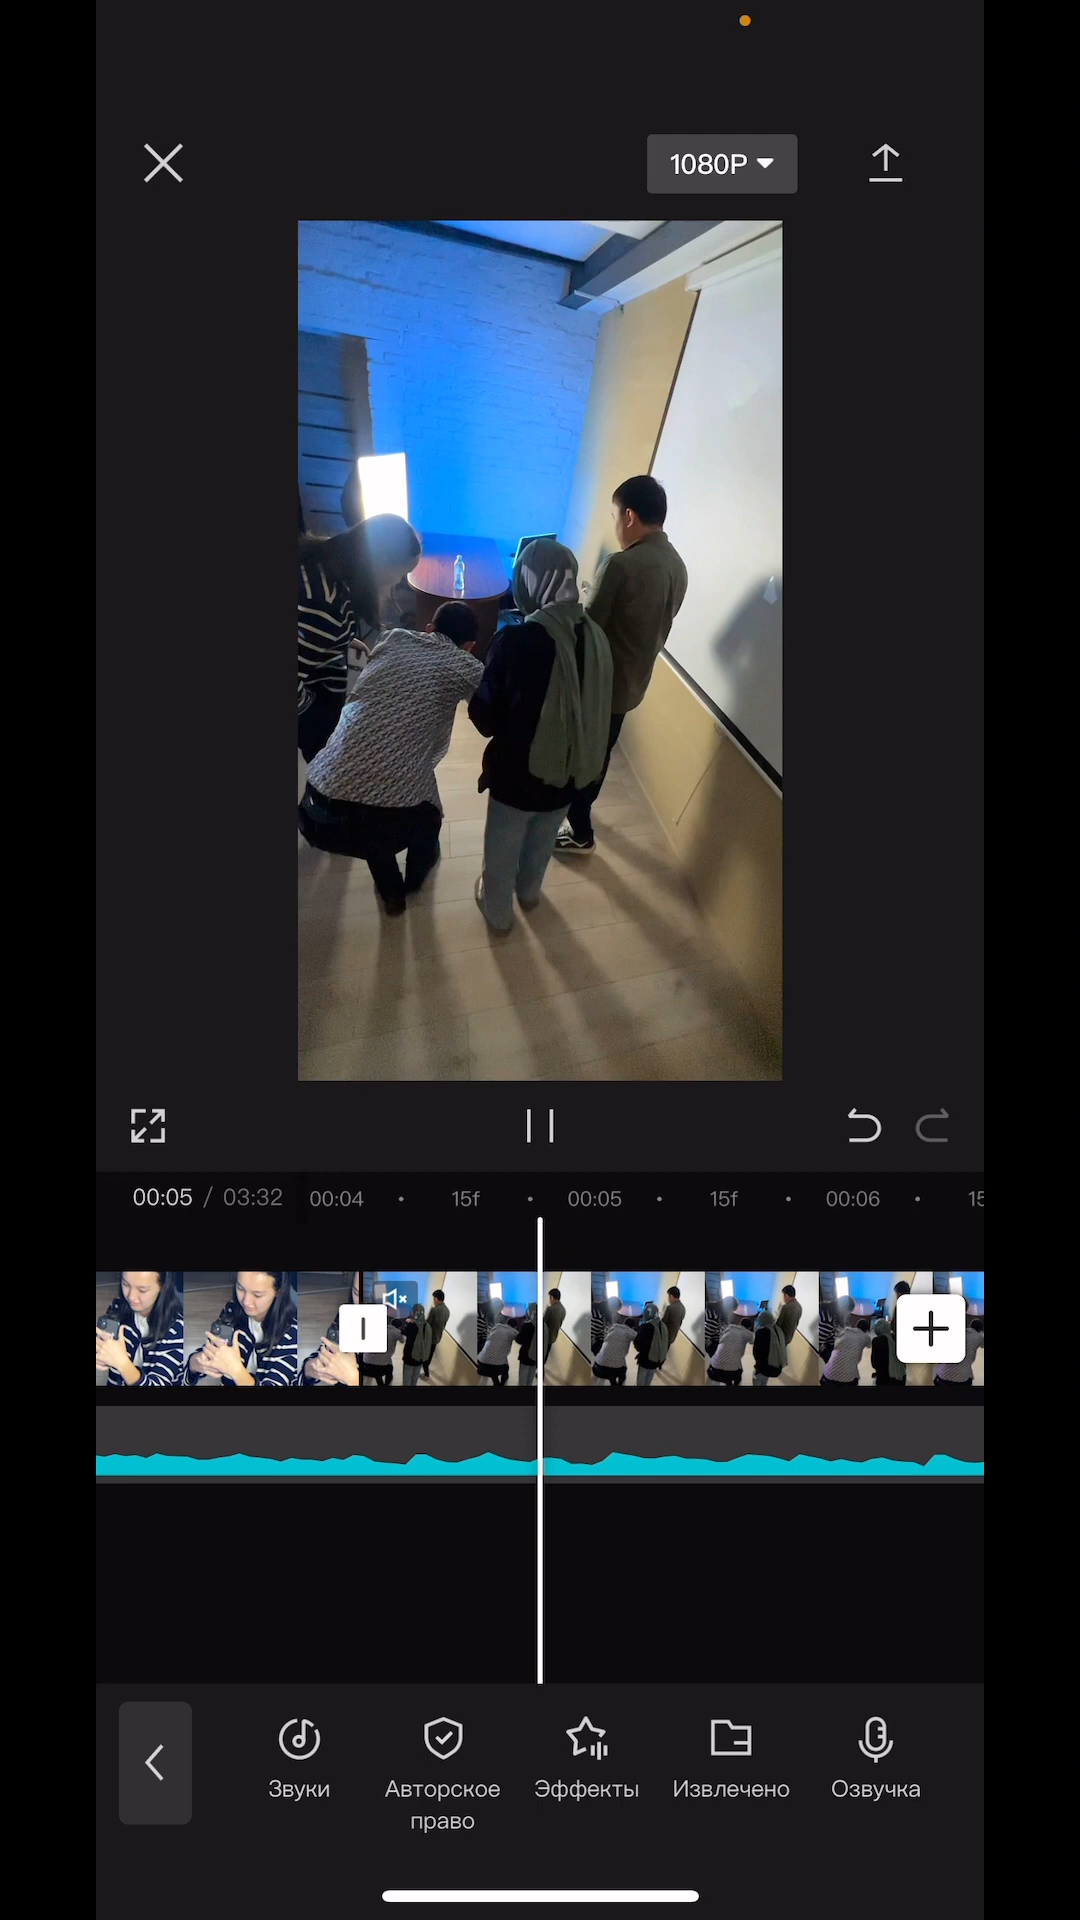 1080P
00:05 / 03:32 00:04 15f 00:05 15f 00:06 15
Звуки
Авторское
право
Эффекты
Извлечено
Озвучка